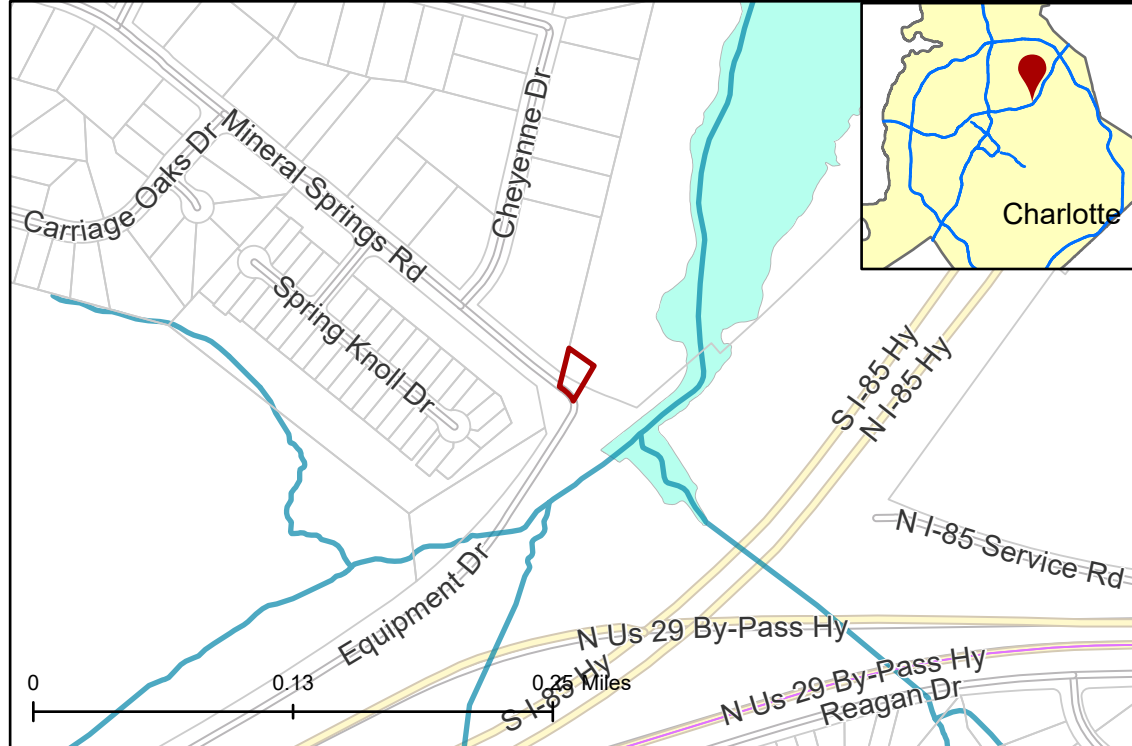 Cheyenne Dr
Mineral Springs Rd
Carriage Oaks Dr
Charlotte
Spring Knoll Dr
S I-85 Hy
N I-85 Hy
N I-85 Service Rd
Equipment Dr
N Us 29 By-Pass Hy
S I-85 Hy
N Us 29 By-Pass Hy
Reagan Dr
0 0.13 0.25 Miles